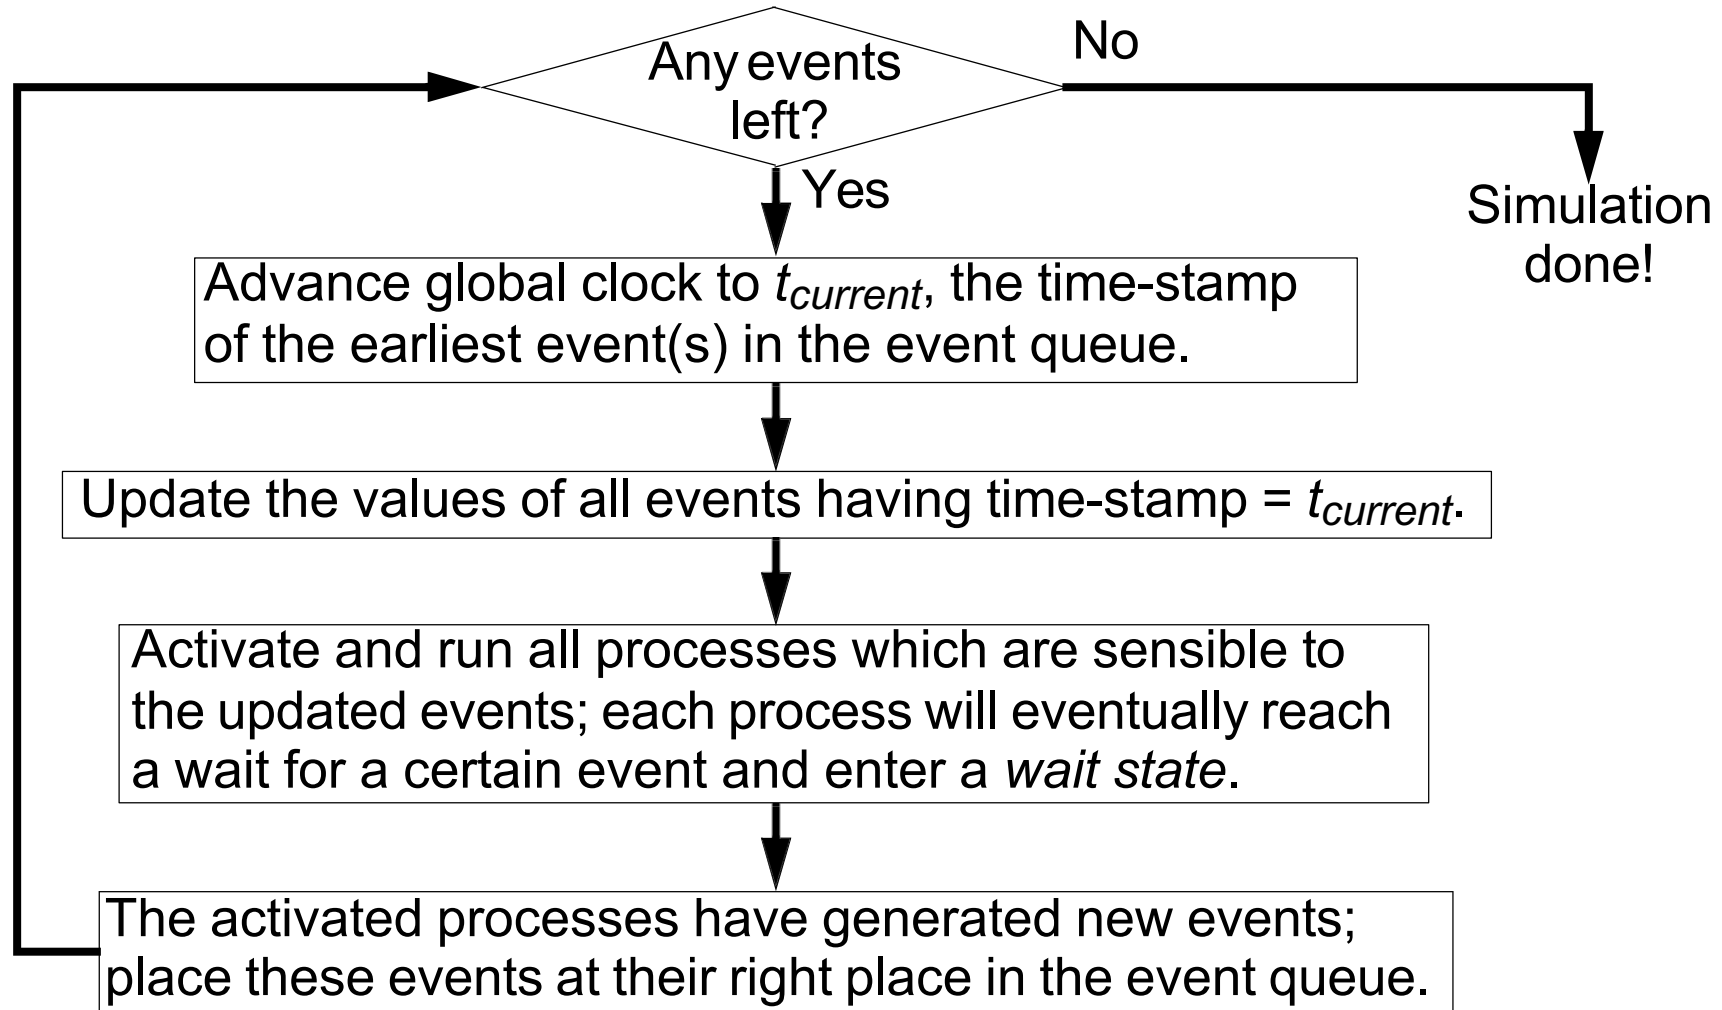 Any events
left?
No
Yes
Simulation
done!
Advance global clock to tcurrent, the time-stamp
of the earliest event(s) in the event queue.
Update the values of all events having time-stamp = tcurrent.
Activate and run all processes which are sensible to
the updated events; each process will eventually reach
a wait for a certain event and enter a wait state.
The activated processes have generated new events;
place these events at their right place in the event queue.